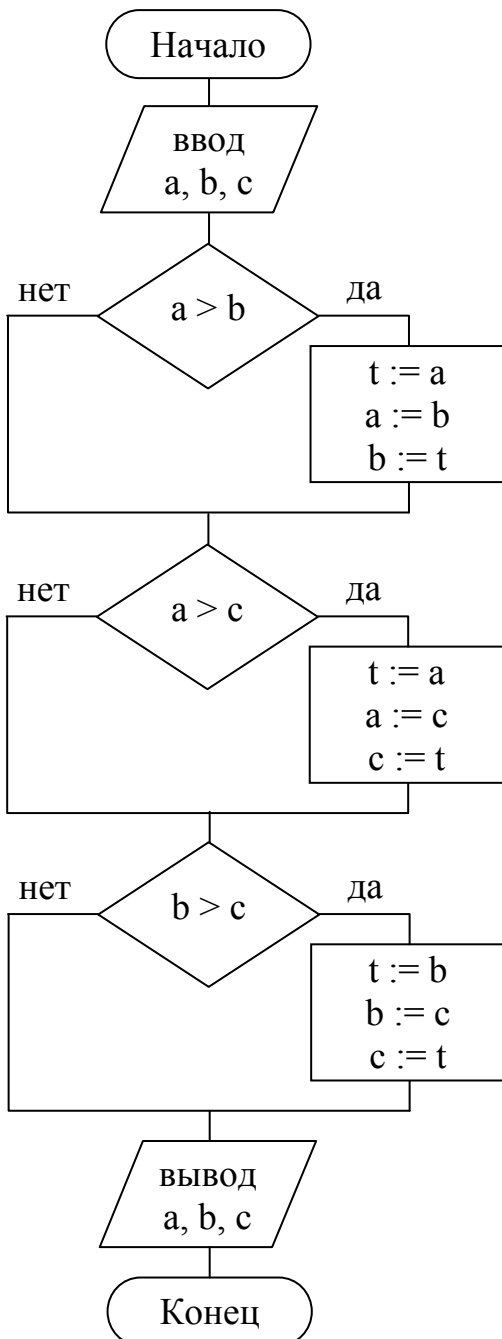 Начало
ввод
a, b, c
нет
a > b
да
t := a
a := b
b := t
нет
a > c
да
t := a
a := c
c := t
нет
b > c
да
t := b
b := c
c := t
вывод
a, b, c
Конец